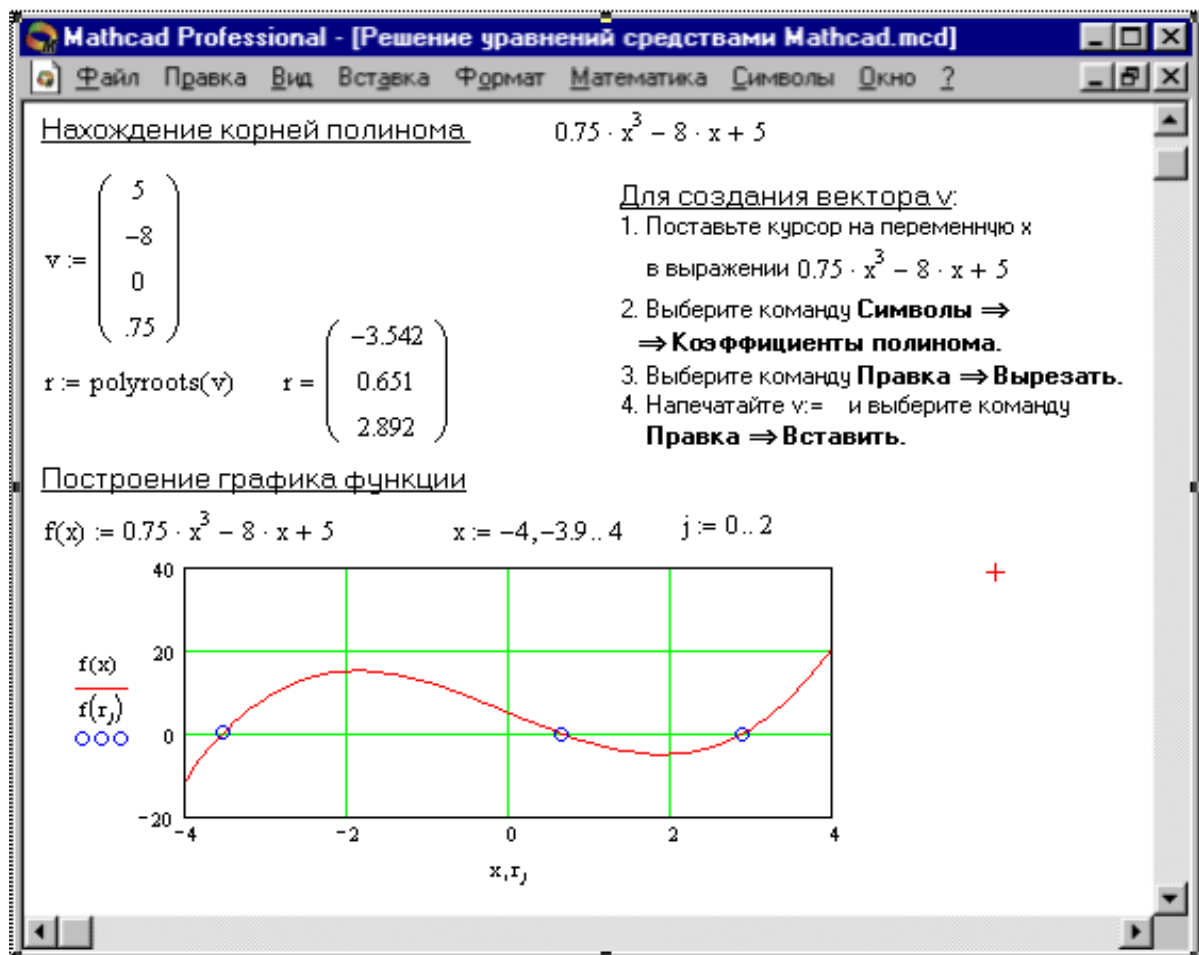 Mathcad Professional - [Решение уравнений средствами Mathcad.mcd]
Файл Правка Вид Вставка Формат Математика Символы Окно ?
Нахождение корней полинома 0.75 · x³ − 8 · x + 5
v :=
5
−8
0
.75
r := polyroots(v) r =
−3.542
0.651
2.892
Для создания вектора v:
1. Поставьте курсор на переменную x
в выражении 0.75 · x³ − 8 · x + 5
2. Выберите команду Символы ⇒
⇒ Коэффициенты полинома.
3. Выберите команду Правка ⇒ Вырезать.
4. Напечатайте v:= и выберите команду
Правка ⇒ Вставить.
Построение графика функции
f(x) := 0.75 · x³ − 8 · x + 5 x := −4,−3.9.. 4 j := 0.. 2
f(x)
f(rⱼ)
40
20
0
−20
−4 −2 0 2 4
x,rⱼ